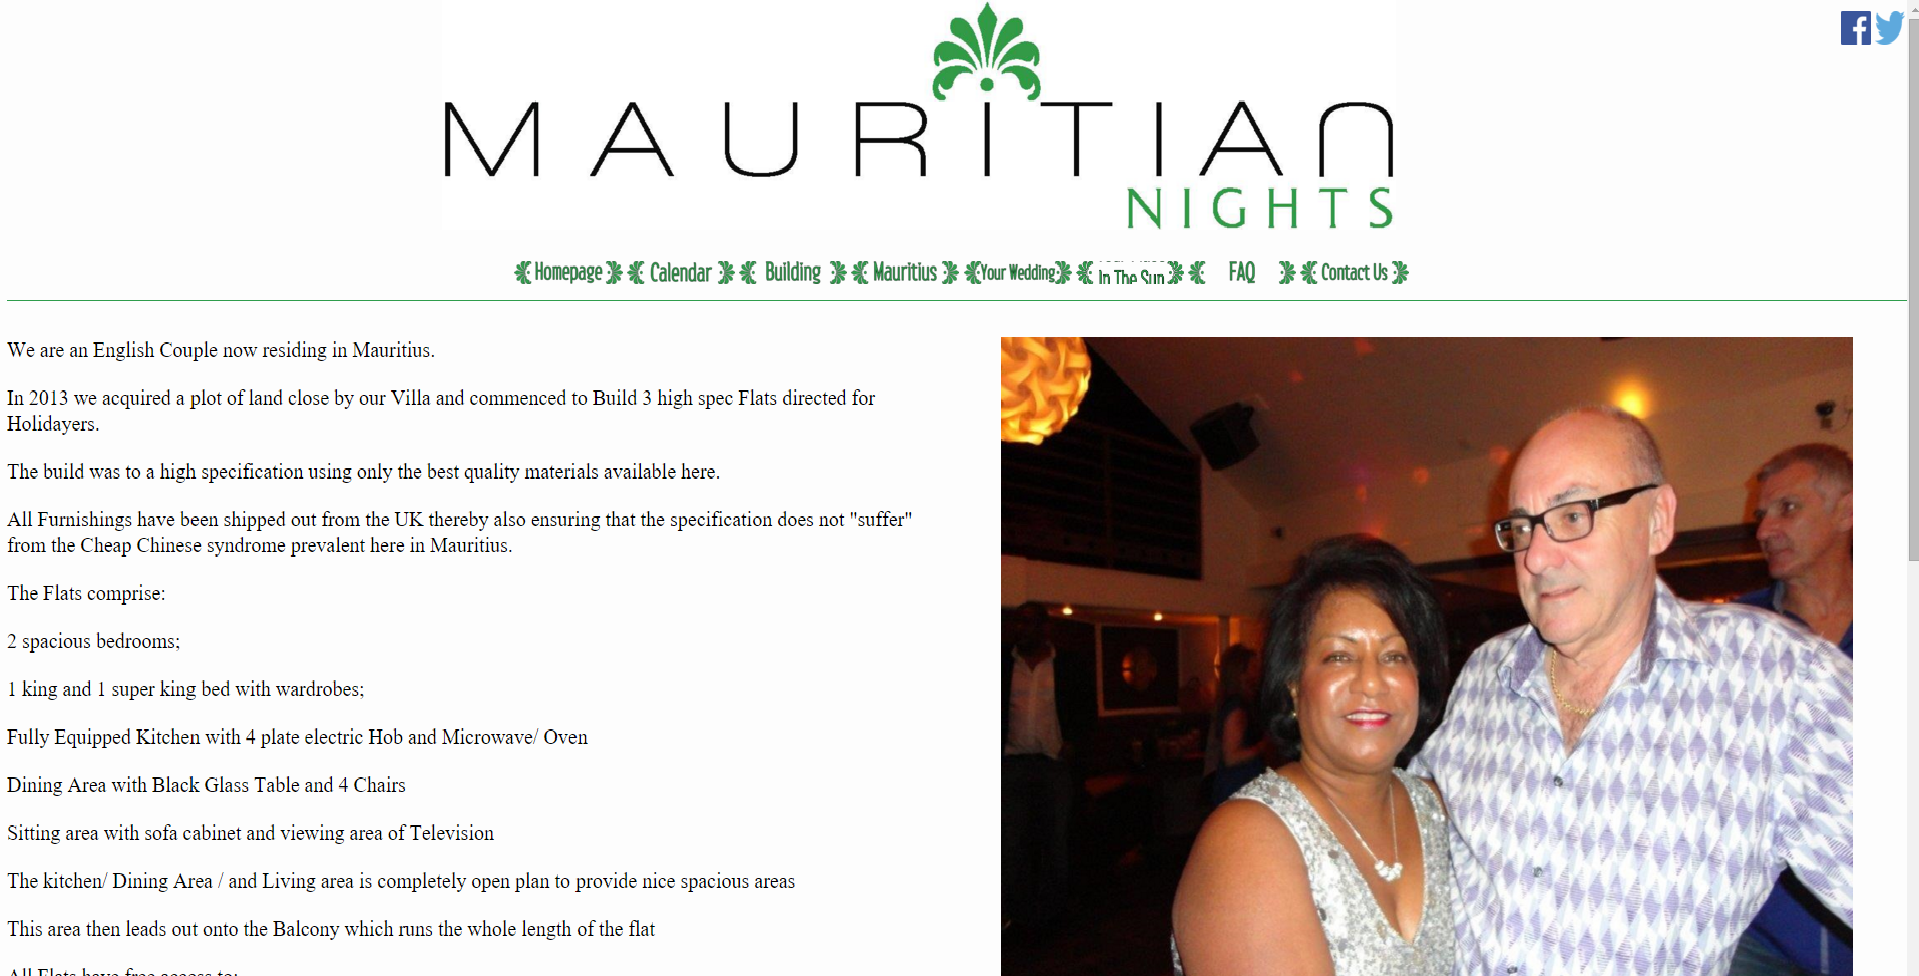 MAURITIAN
NIGHTS
Homepage Calendar Building Mauritius Your Wedding In The Sun FAQ Contact Us
We are an English Couple now residing in Mauritius.
In 2013 we acquired a plot of land close by our Villa and commenced to Build 3 high spec Flats directed for
Holidayers.
The build was to a high specification using only the best quality materials available here.
All Furnishings have been shipped out from the UK thereby also ensuring that the specification does not "suffer"
from the Cheap Chinese syndrome prevalent here in Mauritius.
The Flats comprise:
2 spacious bedrooms;
1 king and 1 super king bed with wardrobes;
Fully Equipped Kitchen with 4 plate electric Hob and Microwave/ Oven
Dining Area with Black Glass Table and 4 Chairs
Sitting area with sofa cabinet and viewing area of Television
The kitchen/ Dining Area / and Living area is completely open plan to provide nice spacious areas
This area then leads out onto the Balcony which runs the whole length of the flat
All Flats have free access to: